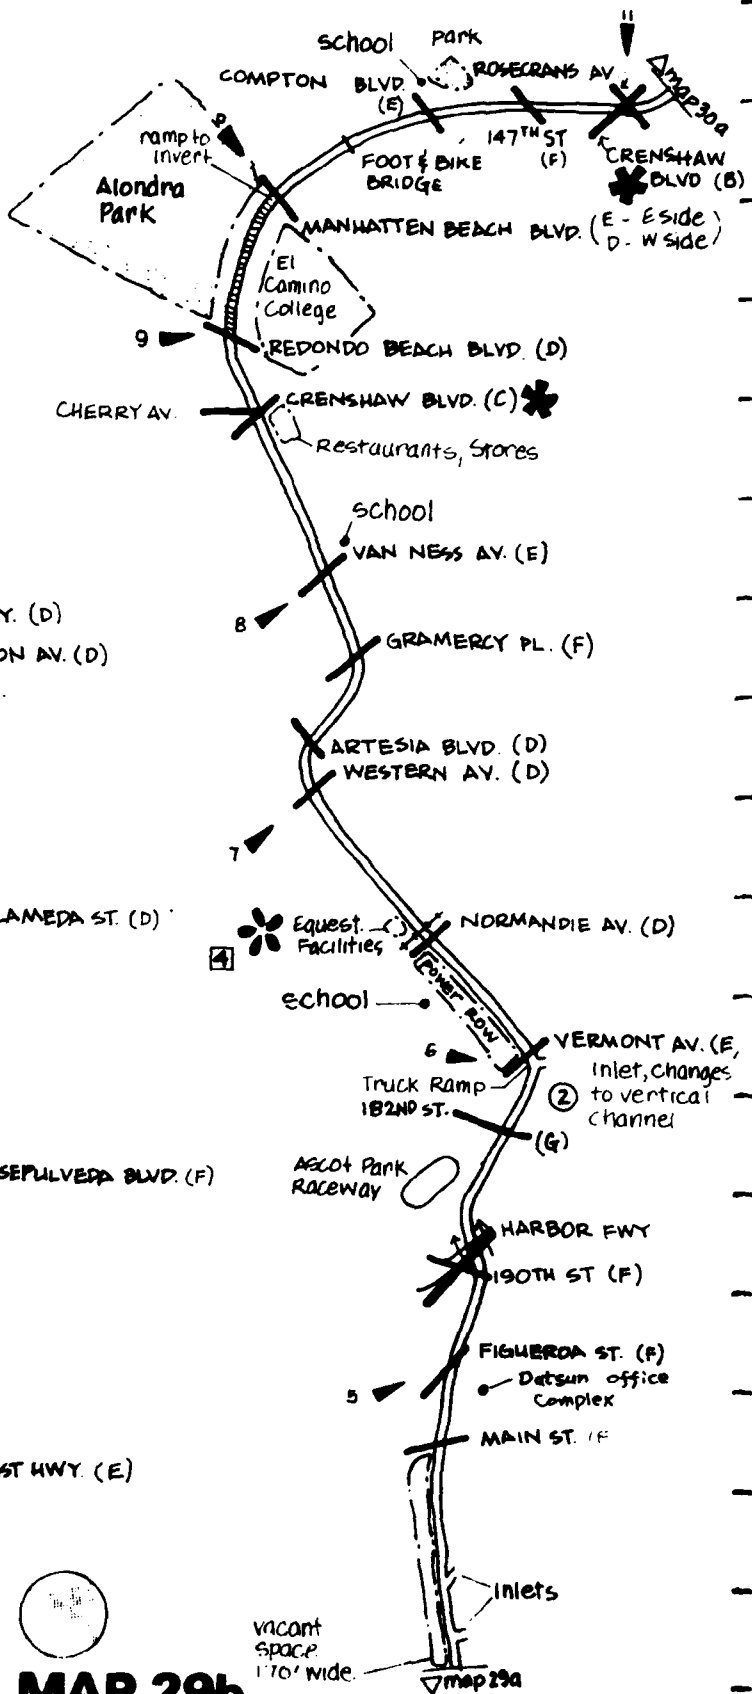 11
school
Park
COMPTON BLVD. (E)
ROSECRANS AV.
map 30a
147TH ST (F)
FOOT & BIKE BRIDGE
CRENSHAW BLVD (B)
ramp to invert
Alondra Park
MANHATTEN BEACH BLVD. (E - E side
D - W side)
El Camino College
9
REDONDO BEACH BLVD. (D)
CHERRY AV.
CRENSHAW BLVD. (C)
Restaurants, Stores
school
VAN NESS AV. (E)
8
Y. (D)
GRAMERCY PL. (F)
ON AV. (D)
ARTESIA BLVD. (D)
WESTERN AV. (D)
7
LAMEDA ST. (D)
Equest. Facilities
NORMANDIE AV. (D)
4
Power ROW
school
6
VERMONT AV. (E,
Inlet, changes
to vertical
channel
2
Truck Ramp
182ND ST.
(G)
Ascot Park
Raceway
SEPULVEDA BLVD. (F)
HARBOR FWY
190TH ST (F)
FIGUEROA ST. (F)
5
Datsun office
Complex
MAIN ST. (F
ST HWY. (E)
Inlets
vacant
space
170' wide.
map 29a
MAP 29b